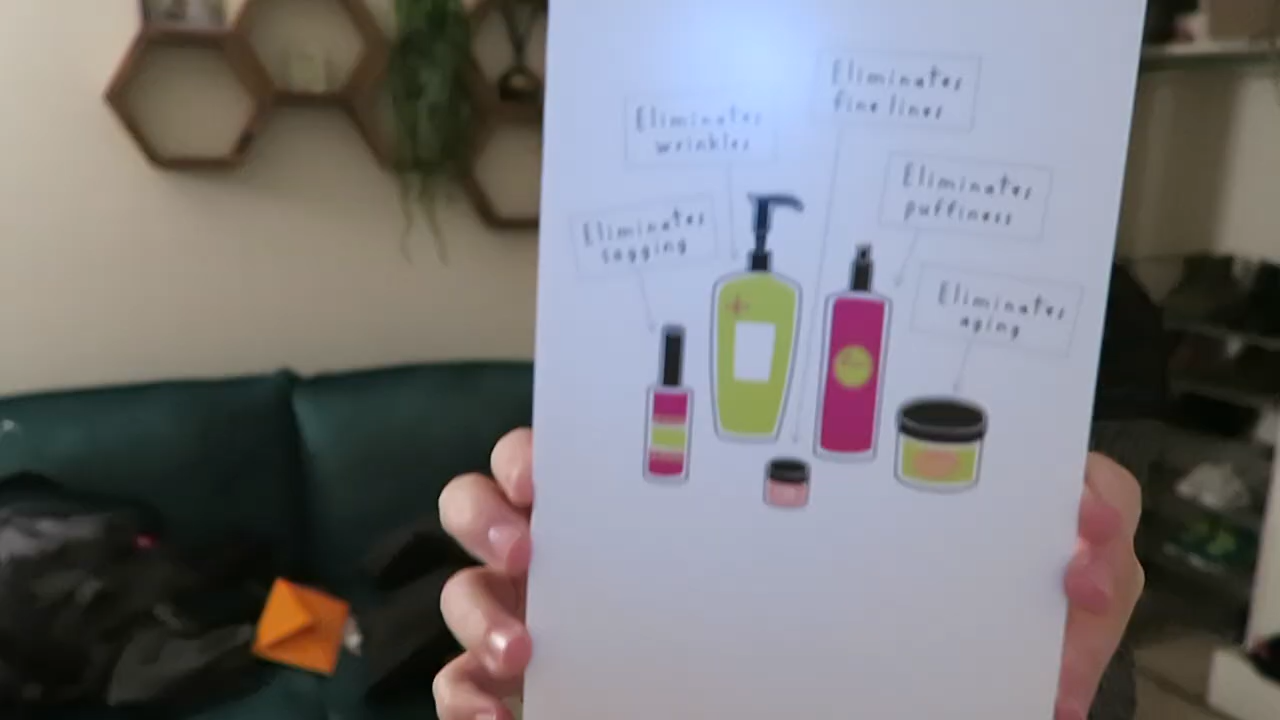 Eliminates
fine lines
Eliminates
wrinkles
Eliminates
puffiness
Eliminates
sagging
Eliminates
aging